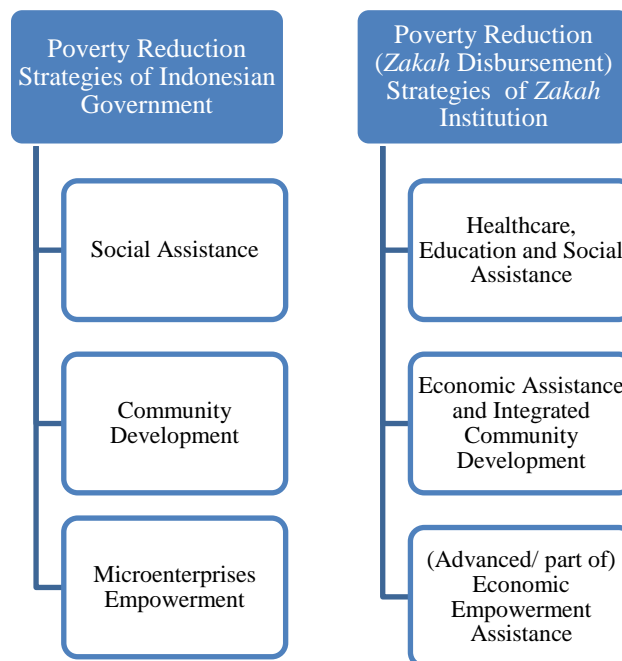 Poverty Reduction
Strategies of Indonesian
Government
Social Assistance
Community
Development
Microenterprises
Empowerment
Poverty Reduction
(Zakah Disbursement)
Strategies of Zakah
Institution
Healthcare,
Education and Social
Assistance
Economic Assistance
and Integrated
Community
Development
(Advanced/ part of)
Economic
Empowerment
Assistance